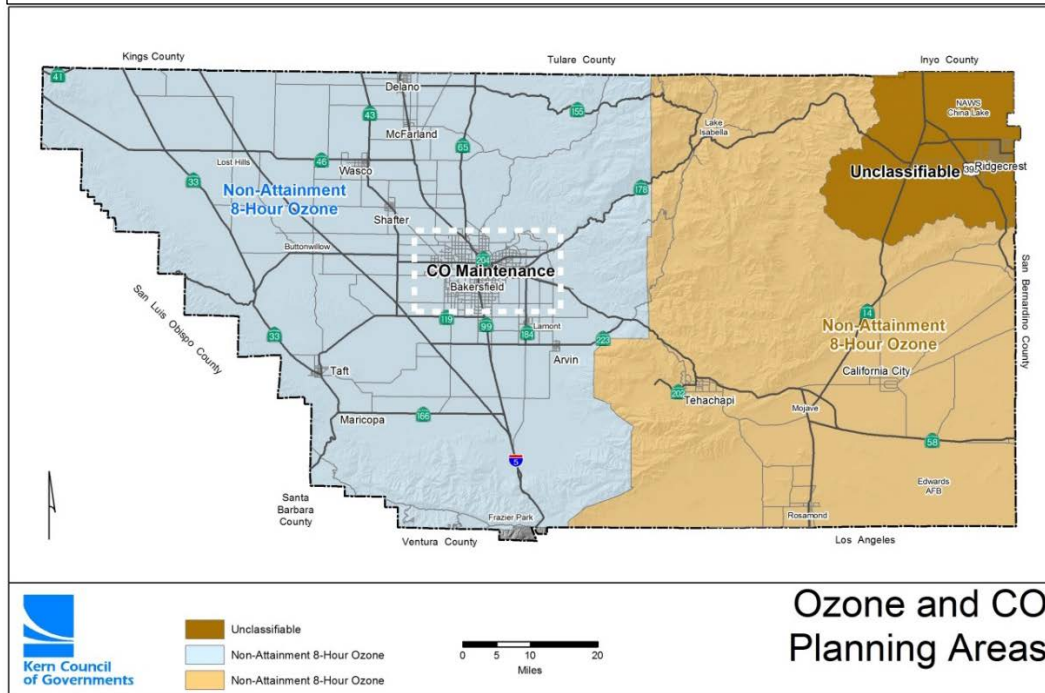 Kings County
Tulare County
Inyo County
41
Delano
155
NAWS
China Lake
43
McFarland
Lake
Isabella
65
Lost Hills
46
Wasco
395
Ridgecrest
Unclassifiable
33
Non-Attainment
8-Hour Ozone
178
Shafter
Buttonwillow
204
CO Maintenance
Bakersfield
San Luis Obispo County
San Bernardino County
14
119
99
184
Lamont
223
33
Non-Attainment
8-Hour Ozone
Arvin
Taft
California City
202
Tehachapi
Mojave
Maricopa
166
58
5
Edwards
AFB
Santa
Barbara
County
Frazier Park
Rosamond
Ventura County
Los Angeles
Kern Council
of Governments
Unclassifiable
Non-Attainment 8-Hour Ozone
Non-Attainment 8-Hour Ozone
0 5 10 20
Miles
Ozone and CO
Planning Areas